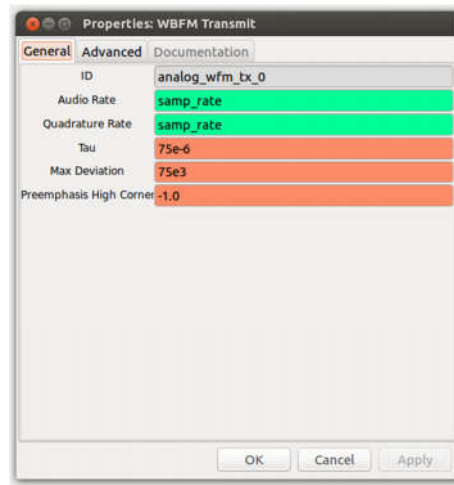 Properties: WBFM Transmit
General Advanced Documentation
ID analog_wfm_tx_0
Audio Rate samp_rate
Quadrature Rate samp_rate
Tau 75e-6
Max Deviation 75e3
Preemphasis High Corner -1.0
OK Cancel Apply